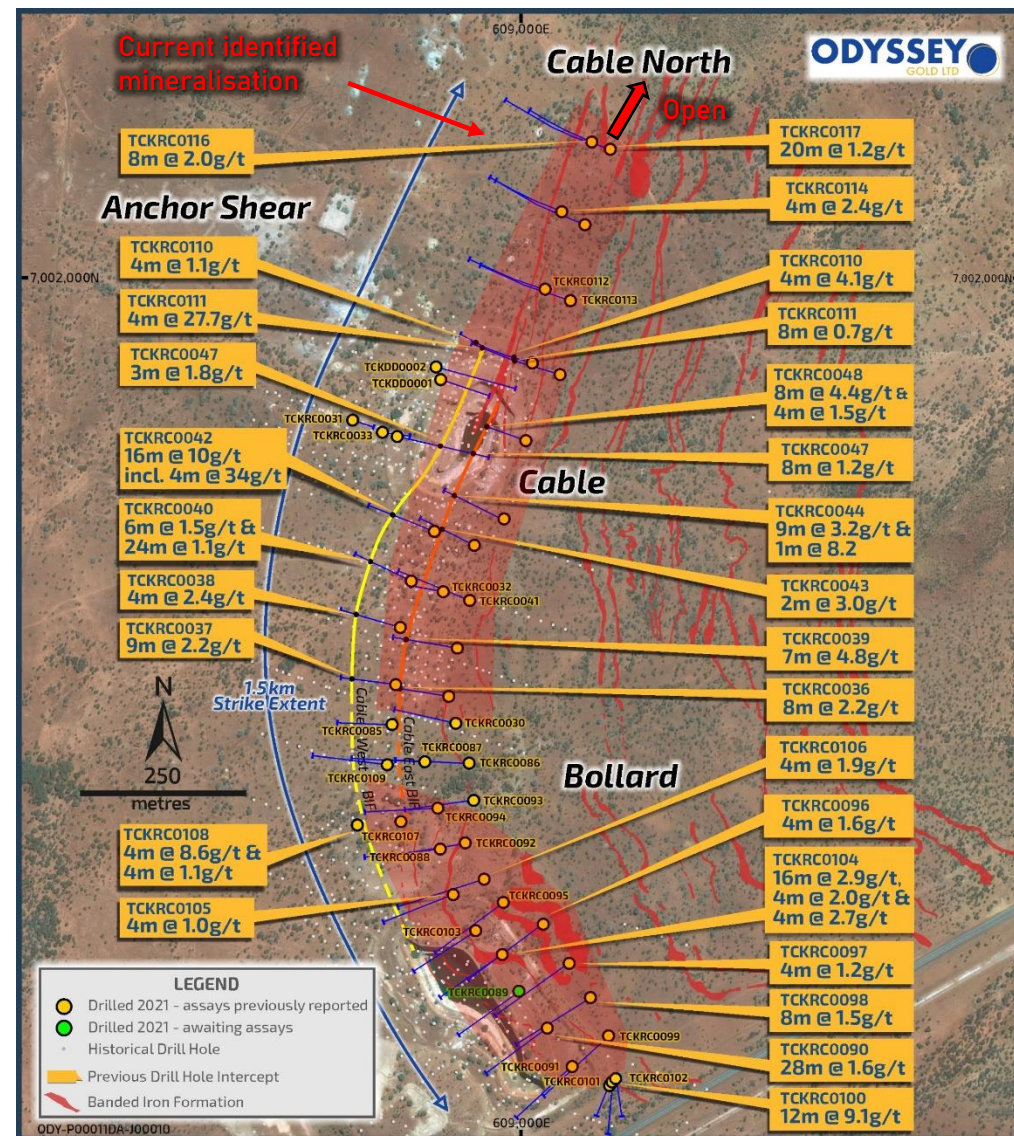 609,000E
Current identified
mineralisation
Cable North
ODYSSEY
GOLD LTD
Open
TCKRC0116
8m @ 2.0g/t
TCKRC0117
20m @ 1.2g/t
TCKRC0114
4m @ 2.4g/t
Anchor Shear
TCKRC0110
4m @ 1.1g/t
TCKRC0110
4m @ 4.1g/t
7,002,000N
7,002,000N
TCKRC0112
TCKRC0113
TCKRC0111
4m @ 27.7g/t
TCKRC0111
8m @ 0.7g/t
TCKRC0047
3m @ 1.8g/t
TCKDD0002
TCKDD0001
TCKRC0048
8m @ 4.4g/t &
4m @ 1.5g/t
TCKRC0031
TCKRC0033
TCKRC0042
16m @ 10g/t
incl. 4m @ 34g/t
TCKRC0047
8m @ 1.2g/t
Cable
TCKRC0044
9m @ 3.2g/t &
1m @ 8.2
TCKRC0040
6m @ 1.5g/t &
24m @ 1.1g/t
TCKRC0043
2m @ 3.0g/t
TCKRC0032
TCKRC0041
TCKRC0038
4m @ 2.4g/t
TCKRC0039
7m @ 4.8g/t
TCKRC0037
9m @ 2.2g/t
TCKRC0036
8m @ 2.2g/t
1.5km
Strike Extent
N
250
metres
Cable West BIF
Cable East BIF
TCKRC0085
TCKRC0030
TCKRC0087
TCKRC0086
TCKRC0109
Bollard
TCKRC0106
4m @ 1.9g/t
TCKRC0093
TCKRC0094
TCKRC0107
TCKRC0088
TCKRC0092
TCKRC0096
4m @ 1.6g/t
TCKRC0108
4m @ 8.6g/t &
4m @ 1.1g/t
TCKRC0104
16m @ 2.9g/t,
4m @ 2.0g/t &
4m @ 2.7g/t
TCKRC0105
4m @ 1.0g/t
TCKRC0095
TCKRC0103
TCKRC0097
4m @ 1.2g/t
TCKRC0089
TCKRC0098
8m @ 1.5g/t
TCKRC0099
TCKRC0090
28m @ 1.6g/t
TCKRC0091
TCKRC0101
TCKRC0102
TCKRC0100
12m @ 9.1g/t
LEGEND
Drilled 2021 - assays previously reported
Drilled 2021 - awaiting assays
Historical Drill Hole
Previous Drill Hole Intercept
Banded Iron Formation
609,000E
ODY-P00011DA-J00010